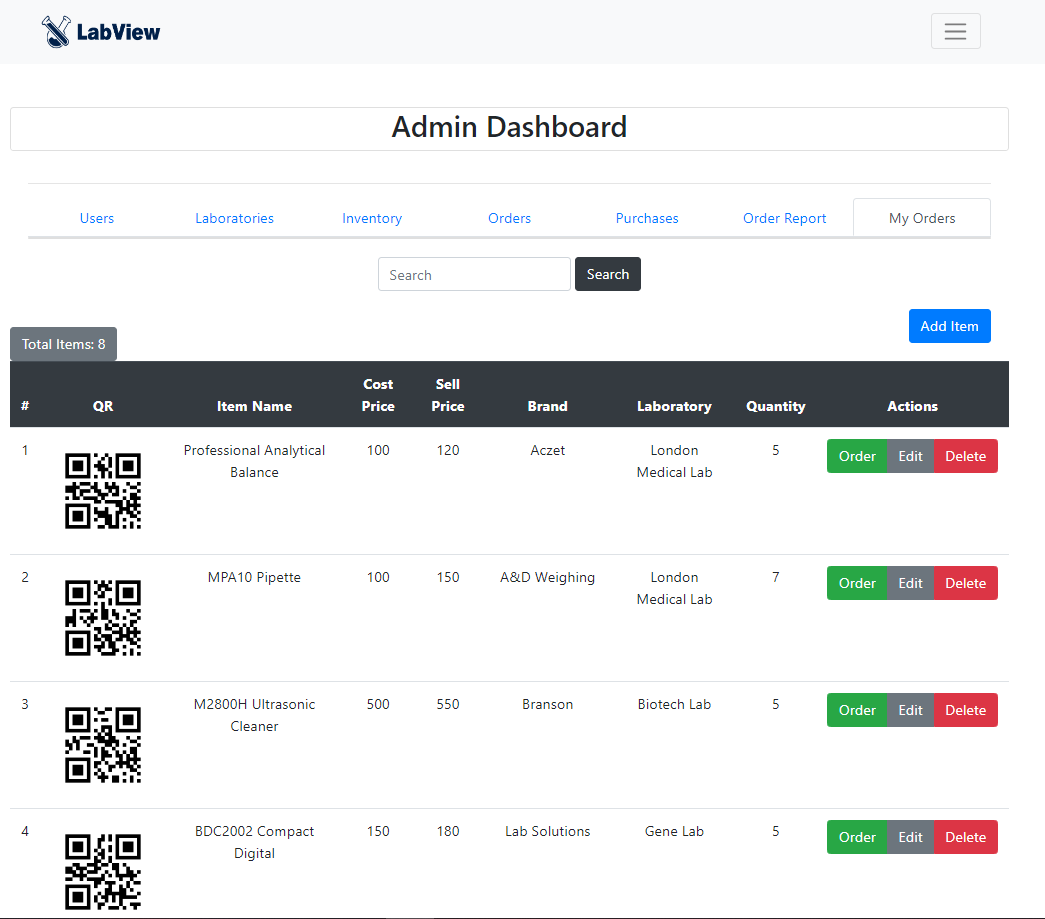 LabView
Admin Dashboard
Users Laboratories Inventory Orders Purchases Order Report My Orders
Search Search
Add Item
Total Items: 8
# QR Item Name Cost Price Sell Price Brand Laboratory Quantity Actions
1 Professional Analytical Balance 100 120 Aczet London Medical Lab 5 Order Edit Delete
2 MPA10 Pipette 100 150 A&D Weighing London Medical Lab 7 Order Edit Delete
3 M2800H Ultrasonic Cleaner 500 550 Branson Biotech Lab 5 Order Edit Delete
4 BDC2002 Compact Digital 150 180 Lab Solutions Gene Lab 5 Order Edit Delete